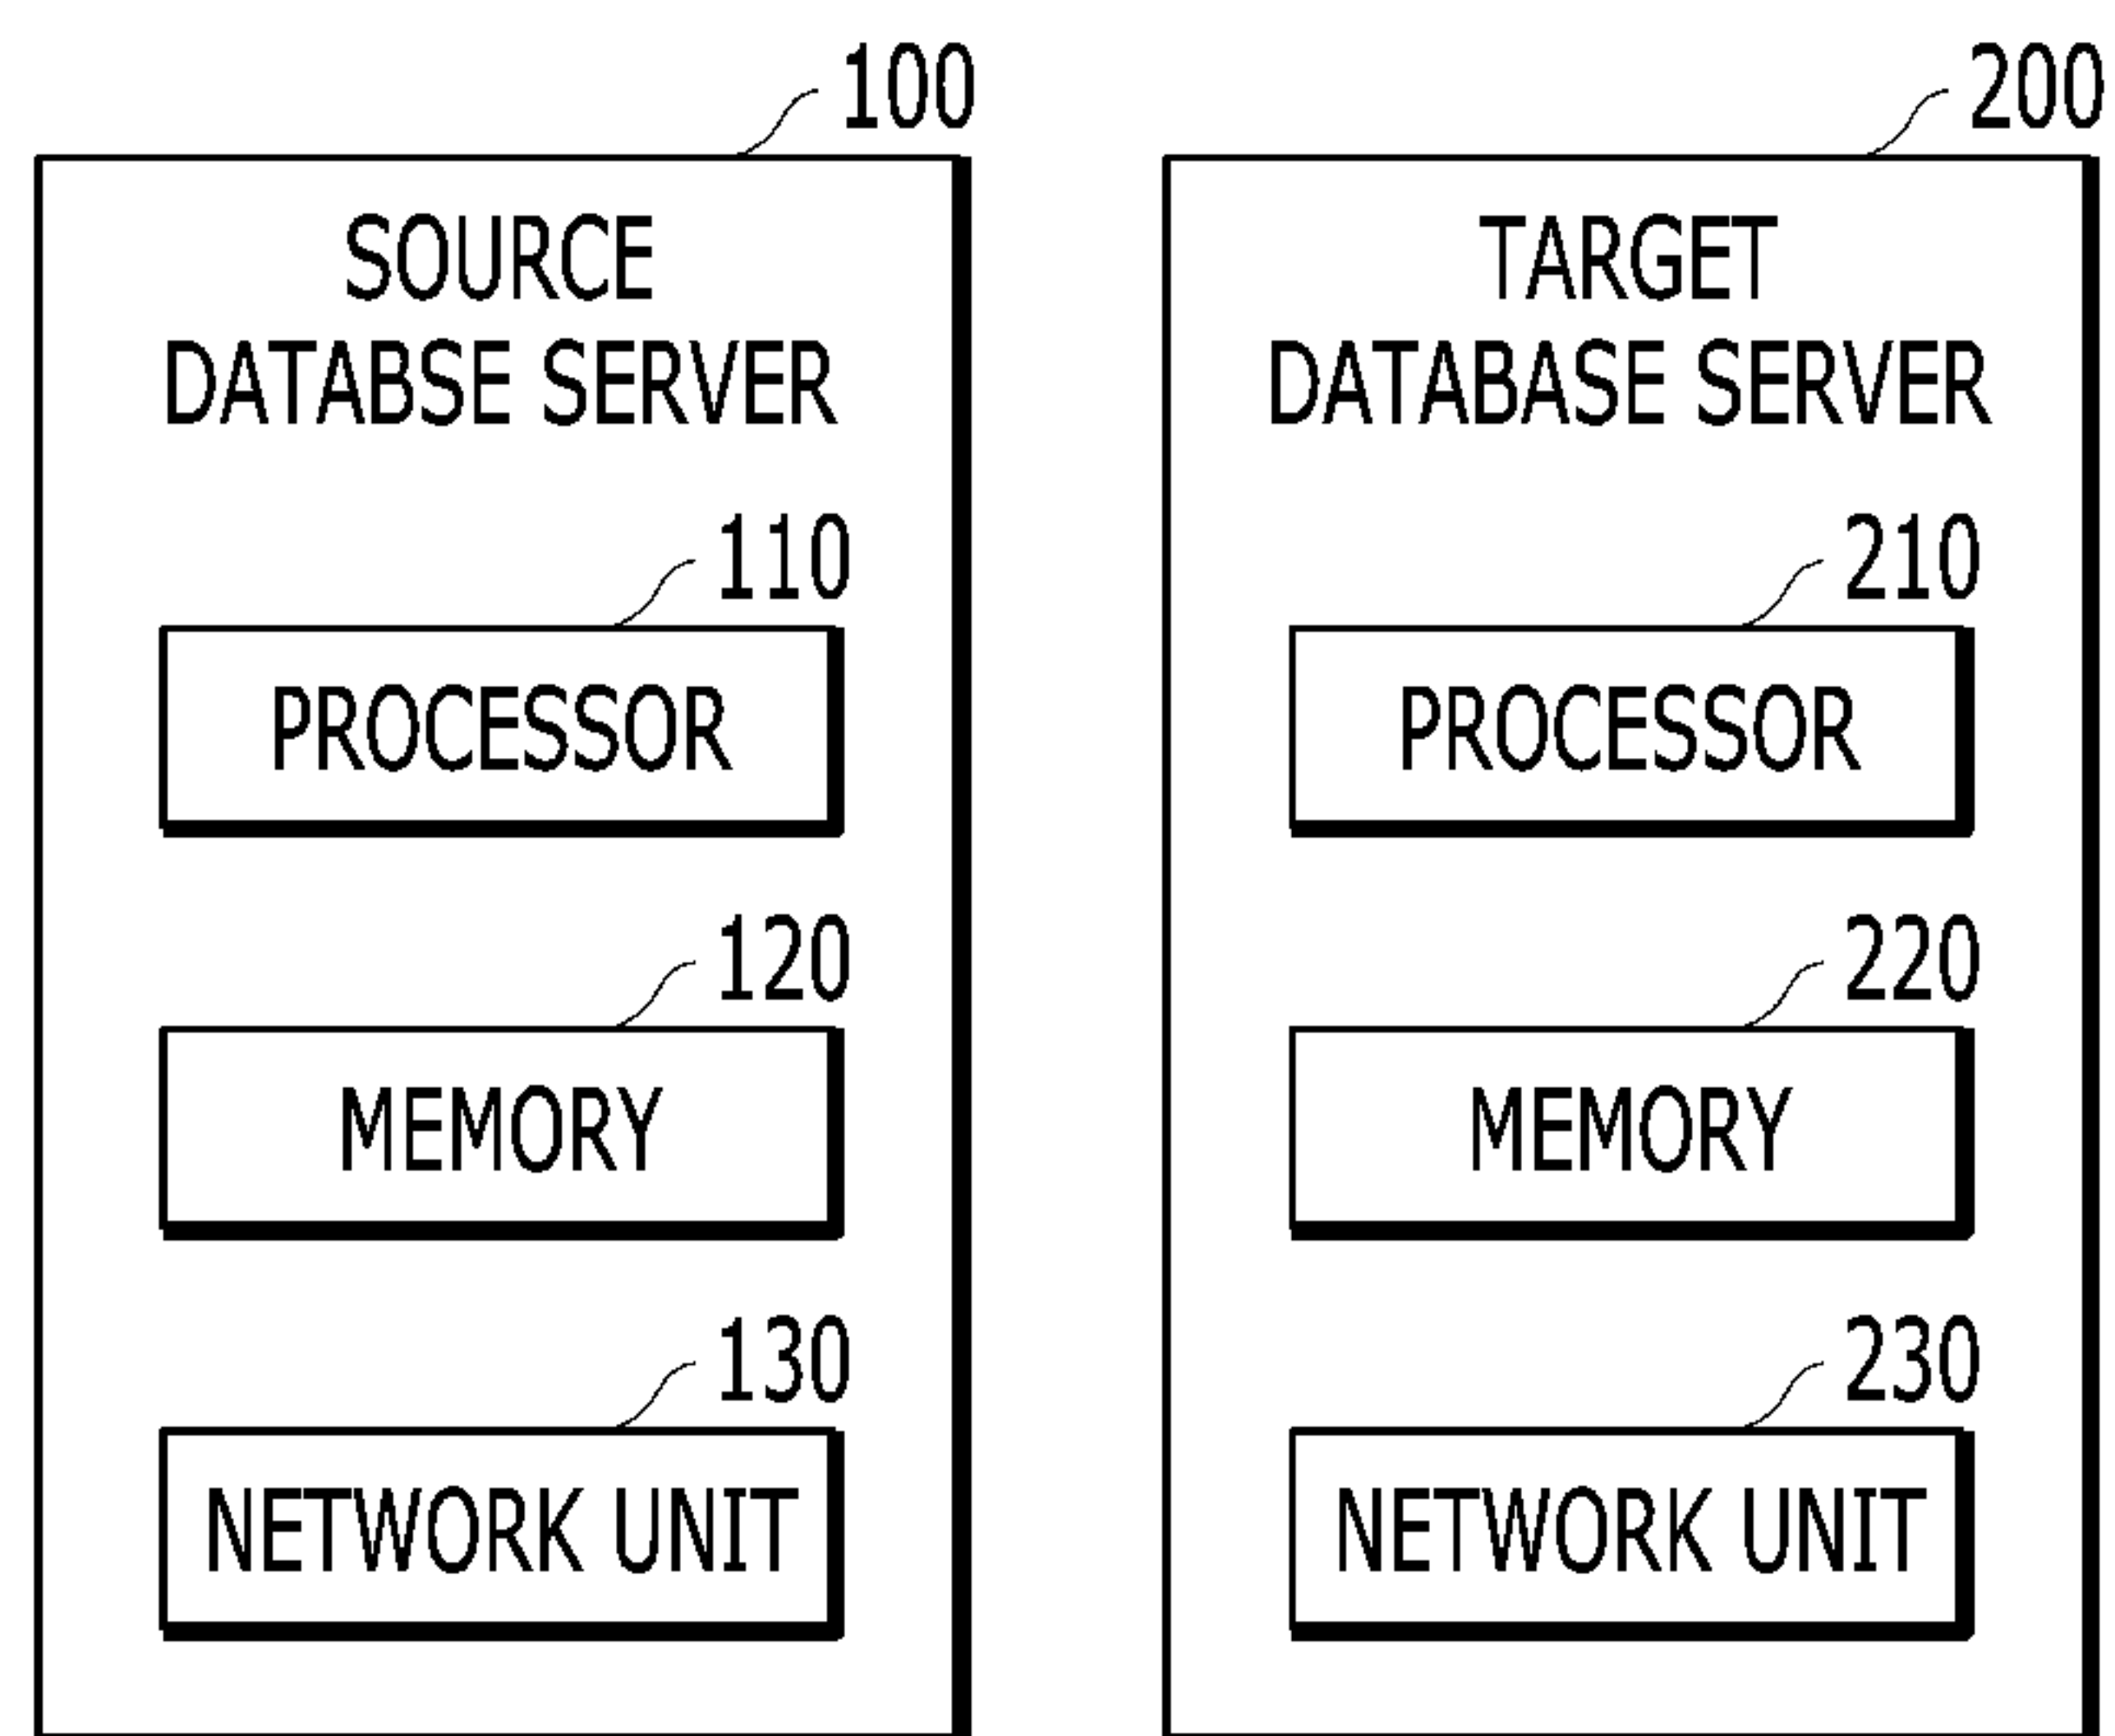 100
SOURCE
DATABSE SERVER
110
PROCESSOR
120
MEMORY
130
NETWORK UNIT
200
TARGET
DATABASE SERVER
210
PROCESSOR
220
MEMORY
230
NETWORK UNIT